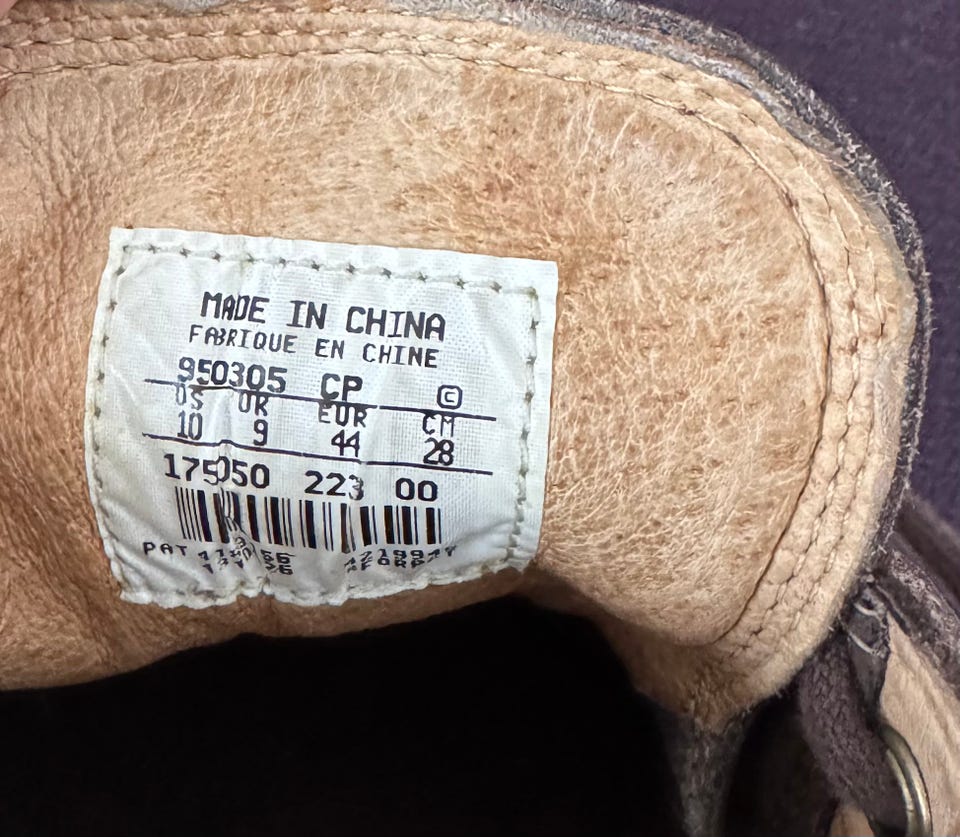 MADE IN CHINA
FABRIQUE EN CHINE
950305 CP ©
US UK EUR CM
10 9 44 28
175050 223 00
PAT